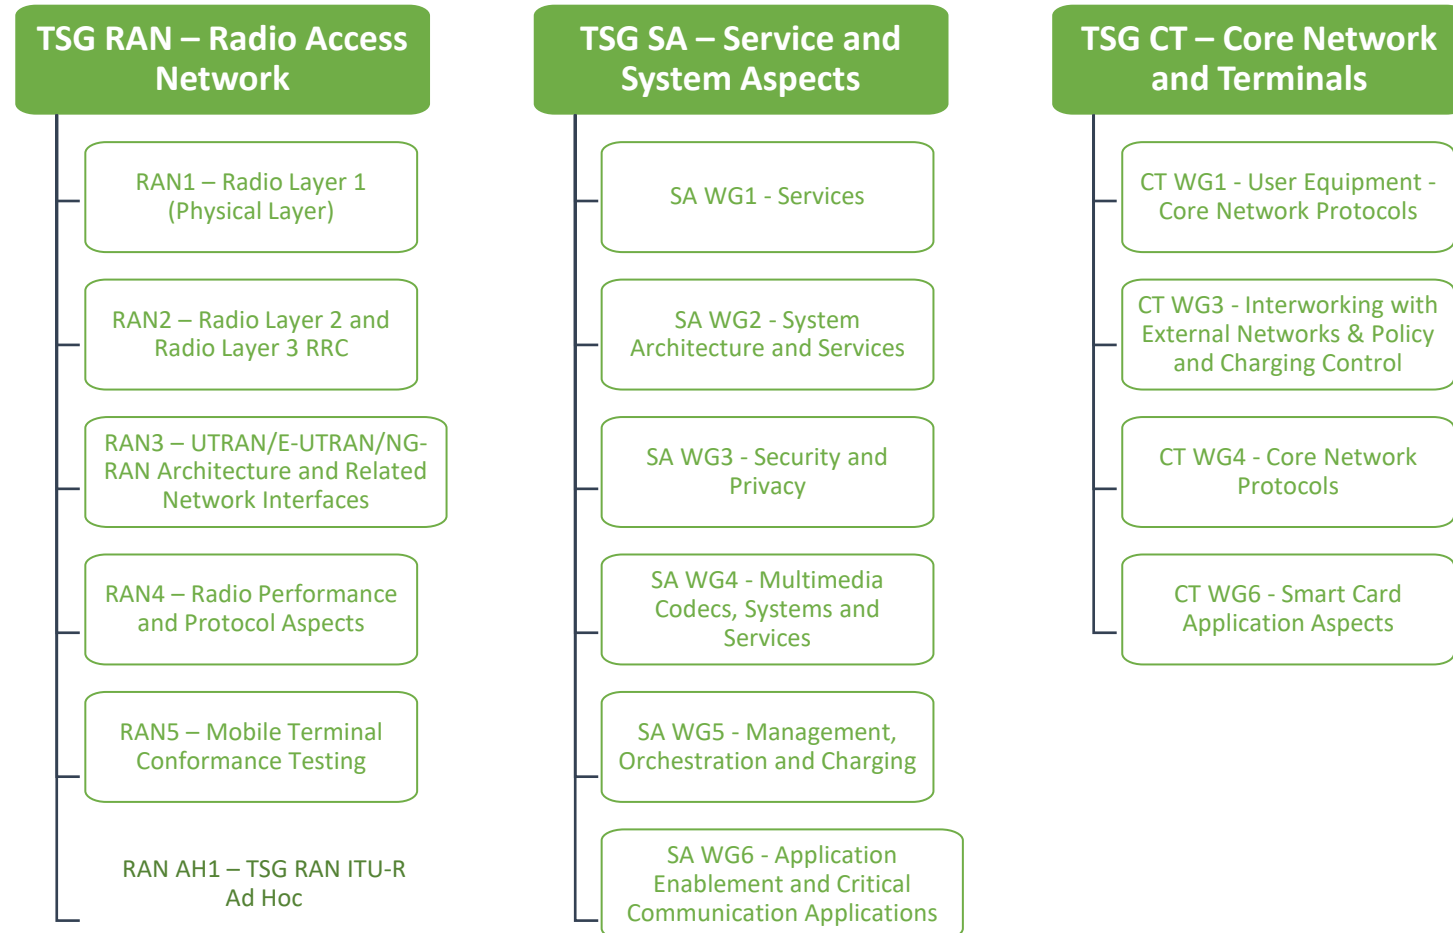 TSG RAN – Radio Access
Network
RAN1 – Radio Layer 1
(Physical Layer)
RAN2 – Radio Layer 2 and
Radio Layer 3 RRC
RAN3 – UTRAN/E-UTRAN/NG-
RAN Architecture and Related
Network Interfaces
RAN4 – Radio Performance
and Protocol Aspects
RAN5 – Mobile Terminal
Conformance Testing
RAN AH1 – TSG RAN ITU-R
Ad Hoc
TSG SA – Service and
System Aspects
SA WG1 - Services
SA WG2 - System
Architecture and Services
SA WG3 - Security and
Privacy
SA WG4 - Multimedia
Codecs, Systems and
Services
SA WG5 - Management,
Orchestration and Charging
SA WG6 - Application
Enablement and Critical
Communication Applications
TSG CT – Core Network
and Terminals
CT WG1 - User Equipment -
Core Network Protocols
CT WG3 - Interworking with
External Networks & Policy
and Charging Control
CT WG4 - Core Network
Protocols
CT WG6 - Smart Card
Application Aspects